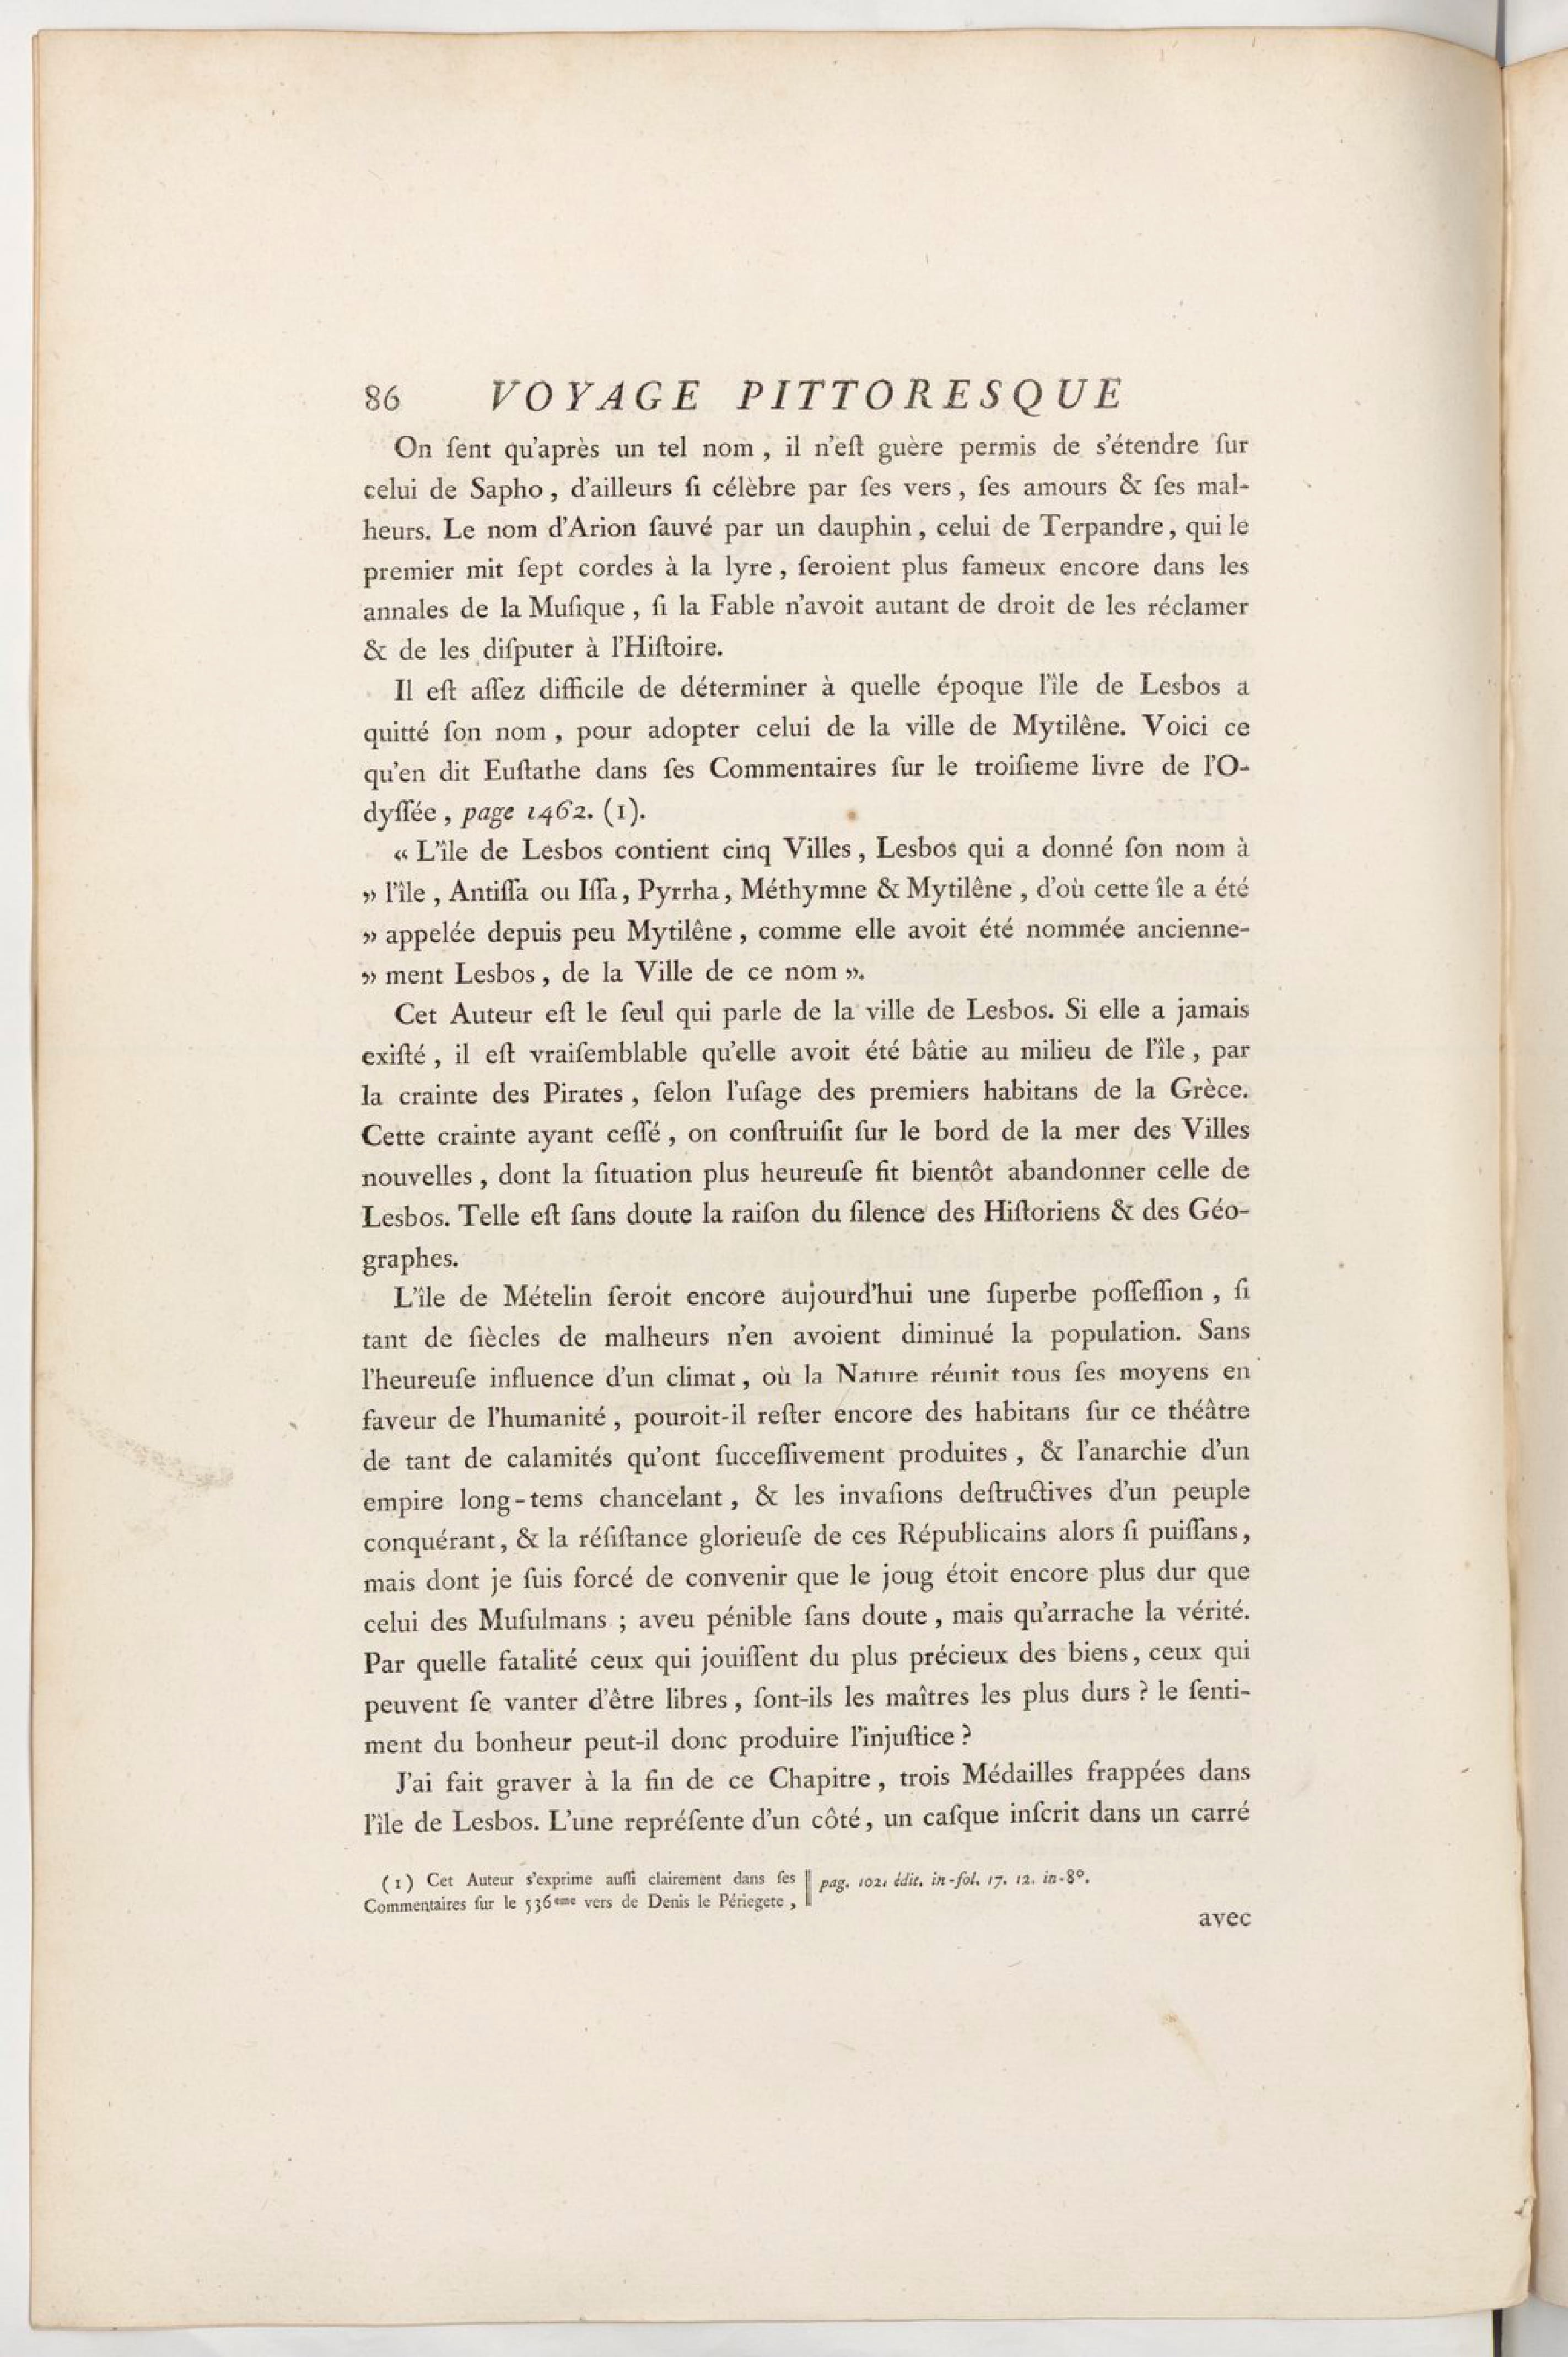 86 VOYAGE PITTORESQUE
On ſent qu'après un tel nom, il n'eſt guère permis de s'étendre ſur
celui de Sapho, d'ailleurs ſi célèbre par ſes vers, ſes amours & ſes mal-
heurs. Le nom d'Arion ſauvé par un dauphin, celui de Terpandre, qui le
premier mit ſept cordes à la lyre, ſeroient plus fameux encore dans les
annales de la Muſique, ſi la Fable n'avoit autant de droit de les réclamer
& de les diſputer à l'Hiſtoire.
Il eſt aſſez difficile de déterminer à quelle époque l'île de Lesbos a
quitté ſon nom, pour adopter celui de la ville de Mytilêne. Voici ce
qu'en dit Euſtathe dans ſes Commentaires ſur le troiſieme livre de l'O-
dyſſée, page 1462. (1).
« L'île de Lesbos contient cinq Villes, Lesbos qui a donné ſon nom à
» l'île, Antiſſa ou Iſſa, Pyrrha, Méthymne & Mytilêne, d'où cette île a été
» appelée depuis peu Mytilêne, comme elle avoit été nommée ancienne-
» ment Lesbos, de la Ville de ce nom ».
Cet Auteur eſt le ſeul qui parle de la ville de Lesbos. Si elle a jamais
exiſté, il eſt vraiſemblable qu'elle avoit été bâtie au milieu de l'île, par
la crainte des Pirates, ſelon l'uſage des premiers habitans de la Grèce.
Cette crainte ayant ceſſé, on conſtruiſit ſur le bord de la mer des Villes
nouvelles, dont la ſituation plus heureuſe fit bientôt abandonner celle de
Lesbos. Telle eſt ſans doute la raiſon du ſilence des Hiſtoriens & des Géo-
graphes.
L'île de Mételin ſeroit encore aujourd'hui une ſuperbe poſſeſſion, ſi
tant de ſiècles de malheurs n'en avoient diminué la population. Sans
l'heureuſe influence d'un climat, où la Nature réunit tous ſes moyens en
faveur de l'humanité, pouroit-il reſter encore des habitans ſur ce théâtre
de tant de calamités qu'ont ſucceſſivement produites, & l'anarchie d'un
empire long-tems chancelant, & les invaſions deſtructives d'un peuple
conquérant, & la réſiſtance glorieuſe de ces Républicains alors ſi puiſſans,
mais dont je ſuis forcé de convenir que le joug étoit encore plus dur que
celui des Muſulmans ; aveu pénible ſans doute, mais qu'arrache la vérité.
Par quelle fatalité ceux qui jouiſſent du plus précieux des biens, ceux qui
peuvent ſe vanter d'être libres, ſont-ils les maîtres les plus durs ? le ſenti-
ment du bonheur peut-il donc produire l'injuſtice ?
J'ai fait graver à la fin de ce Chapitre, trois Médailles frappées dans
l'île de Lesbos. L'une repréſente d'un côté, un caſque inſcrit dans un carré
(1) Cet Auteur s'exprime auſſi clairement dans ſes
Commentaires ſur le 536eme vers de Denis le Périegete,
pag. 102. édit. in-fol. 17. 12. in-8°.
avec